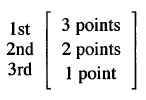 1st 3 points
2nd 2 points
3rd 1 point